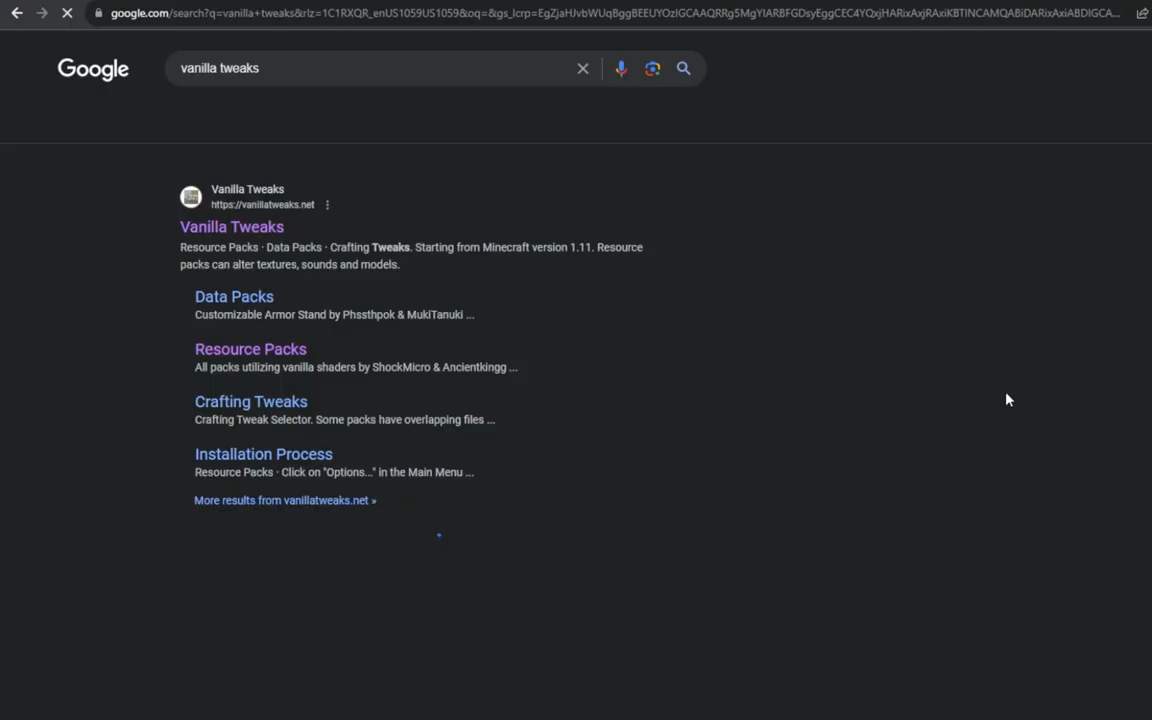 google.com/search?q=vanilla+tweaks&rlz=1C1RXQR_enUS1059US1059&oq=&gs_lcrp=EgZjaHJvbWUqBggBEEUYOzIGCAAQRRg5MgYIARBFGDsyEggCEC4YQxjHARixAxjRAxiKBTINCAMQABiDARixAxiABDIGCA...
Google
vanilla tweaks
Vanilla Tweaks
https://vanillatweaks.net
Vanilla Tweaks
Resource Packs · Data Packs · Crafting Tweaks. Starting from Minecraft version 1.11. Resource
packs can alter textures, sounds and models.
Data Packs
Customizable Armor Stand by Phssthpok & MukiTanuki ...
Resource Packs
All packs utilizing vanilla shaders by ShockMicro & Ancientkingg ...
Crafting Tweaks
Crafting Tweak Selector. Some packs have overlapping files ...
Installation Process
Resource Packs · Click on "Options..." in the Main Menu ...
More results from vanillatweaks.net »